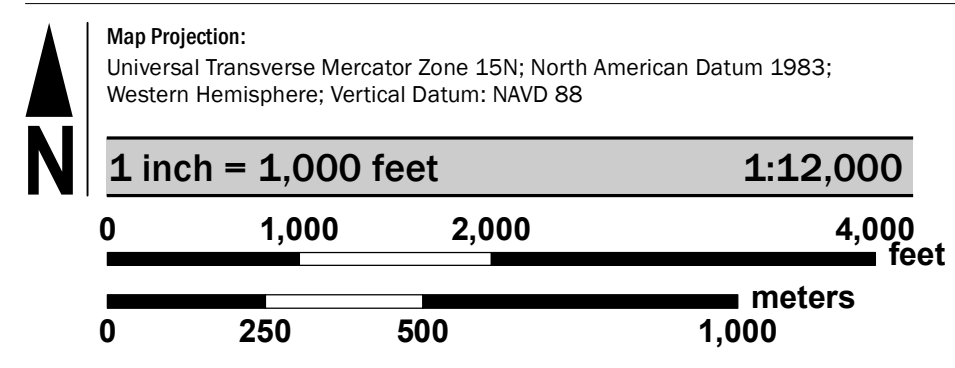 Map Projection:
Universal Transverse Mercator Zone 15N; North American Datum 1983;
Western Hemisphere; Vertical Datum: NAVD 88
N
1 inch = 1,000 feet 1:12,000
0 1,000 2,000 4,000
feet
meters
0 250 500 1,000